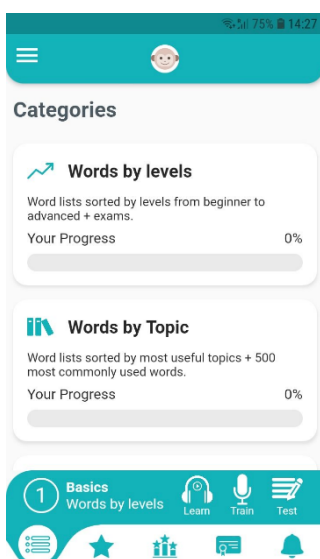 75% 14:27
Categories
Words by levels
Word lists sorted by levels from beginner to
advanced + exams.
Your Progress 0%
Words by Topic
Word lists sorted by most useful topics + 500
most commonly used words.
Your Progress 0%
1 Basics
Words by levels
Learn Train Test